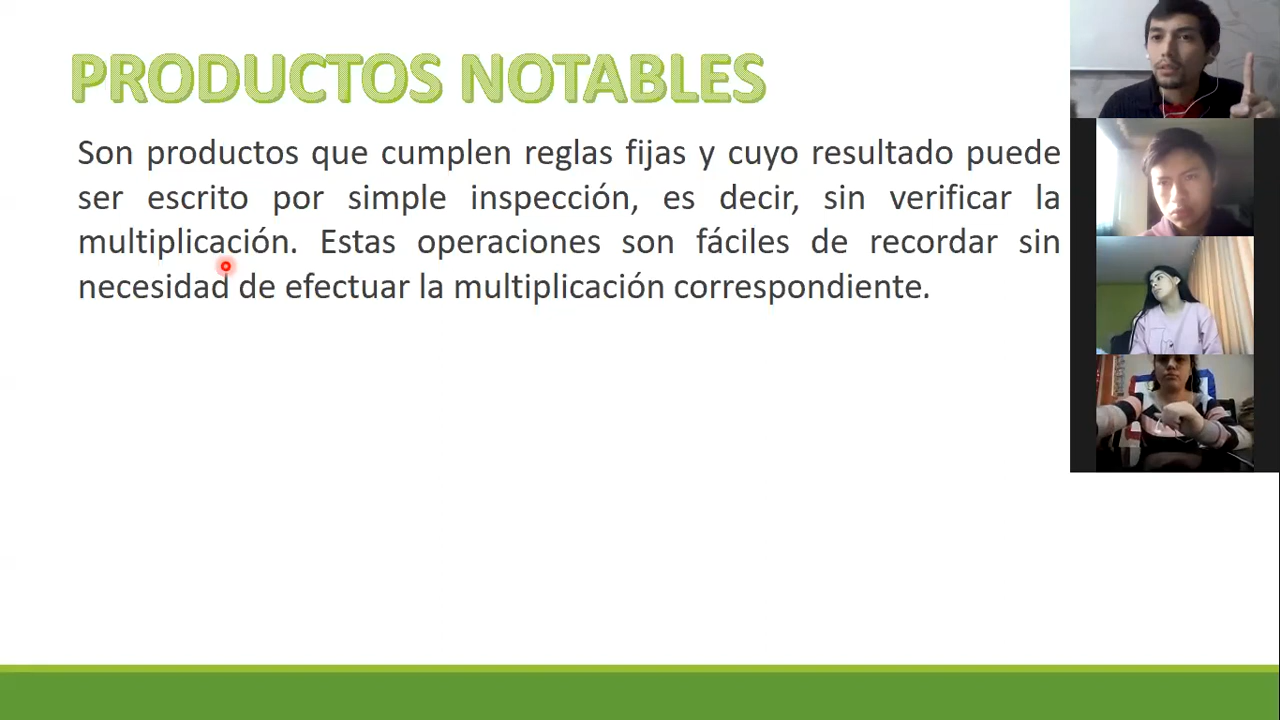 PRODUCTOS NOTABLES
Son productos que cumplen reglas fijas y cuyo resultado puede
ser escrito por simple inspección, es decir, sin verificar la
multiplicación. Estas operaciones son fáciles de recordar sin
necesidad de efectuar la multiplicación correspondiente.